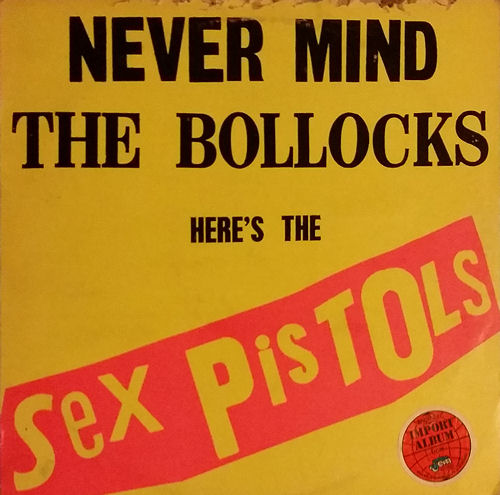 NEVER MIND
THE BOLLOCKS
HERE'S THE
Sex PisTOLs
IMPORT
ALBUM